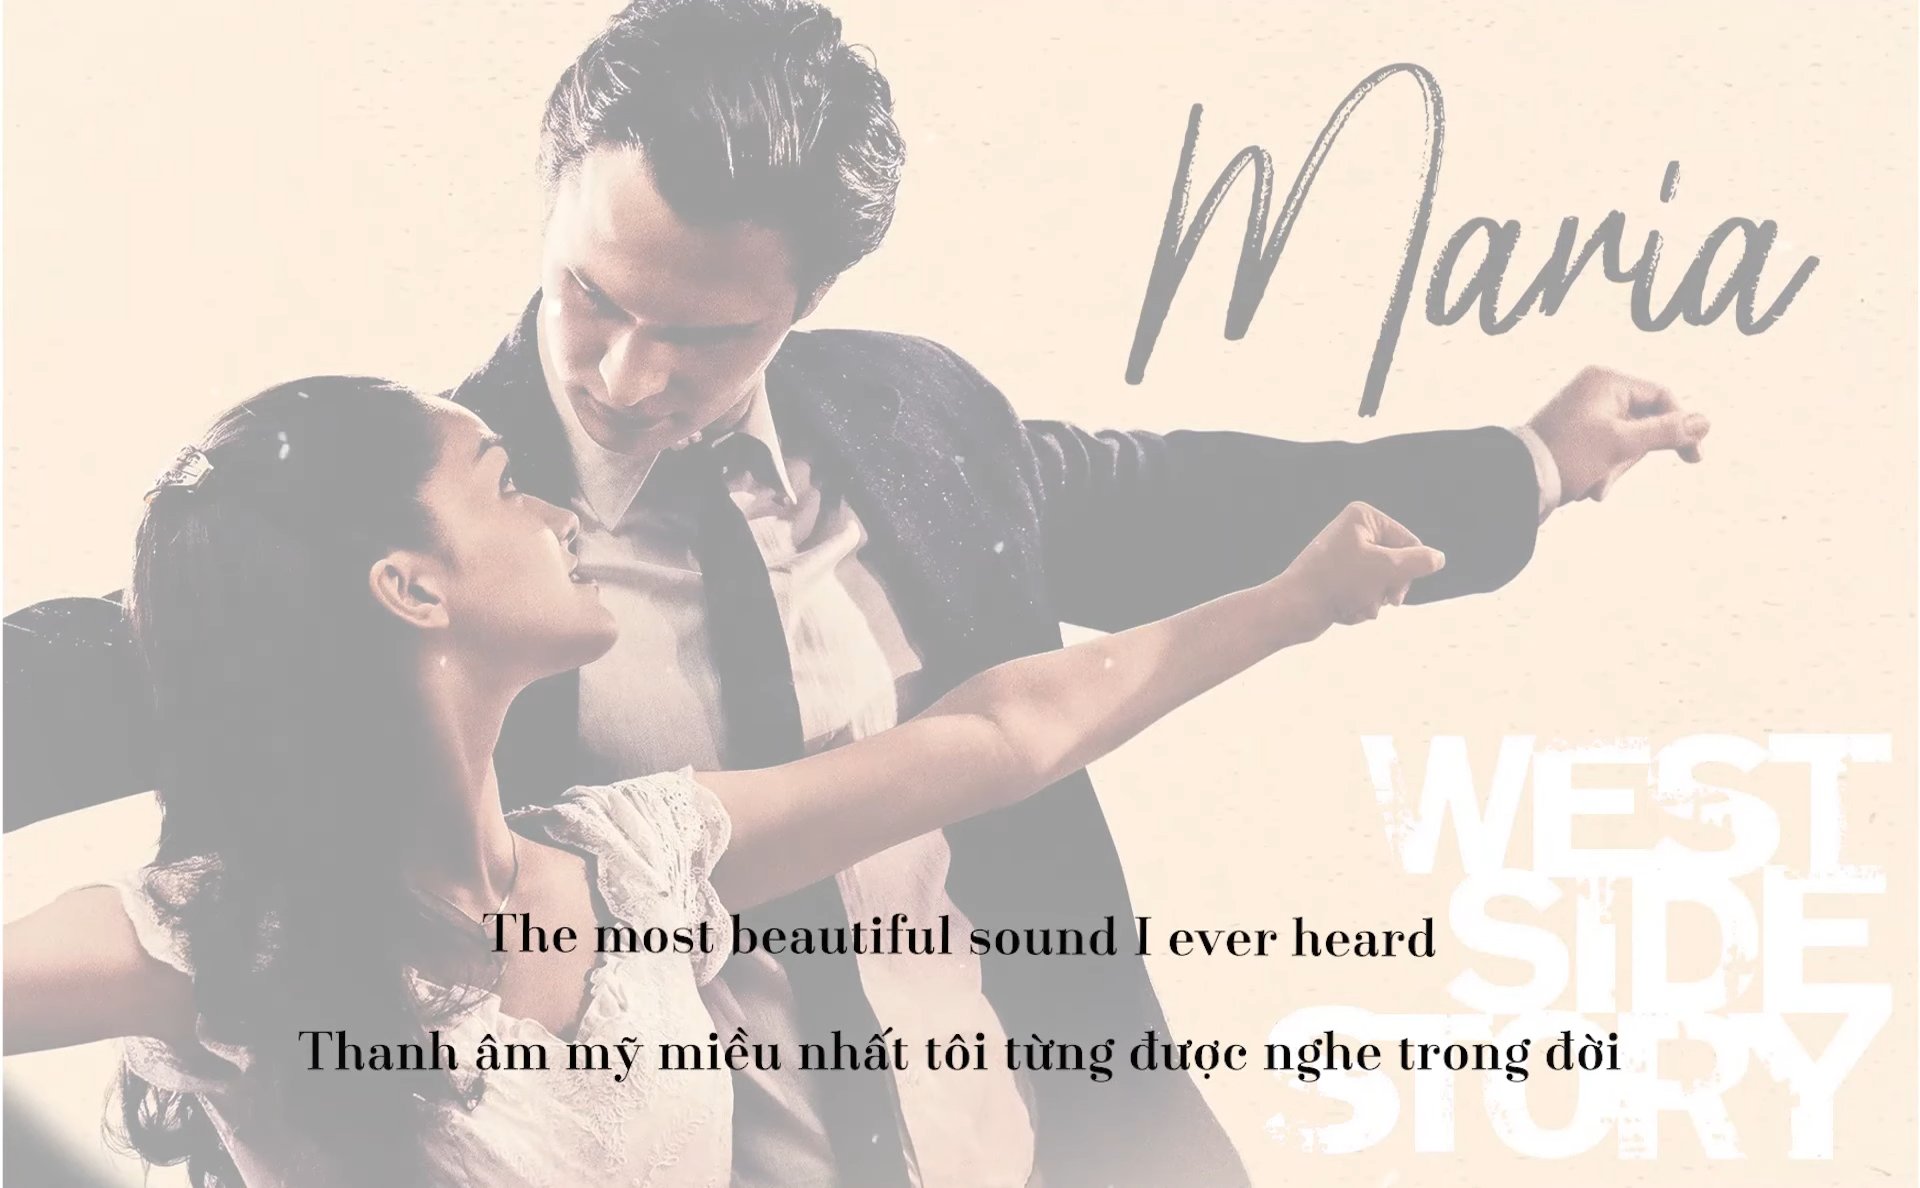 Maria
WEST
SIDE
STORY
The most beautiful sound I ever heard
Thanh âm mỹ miều nhất tôi từng được nghe trong đời